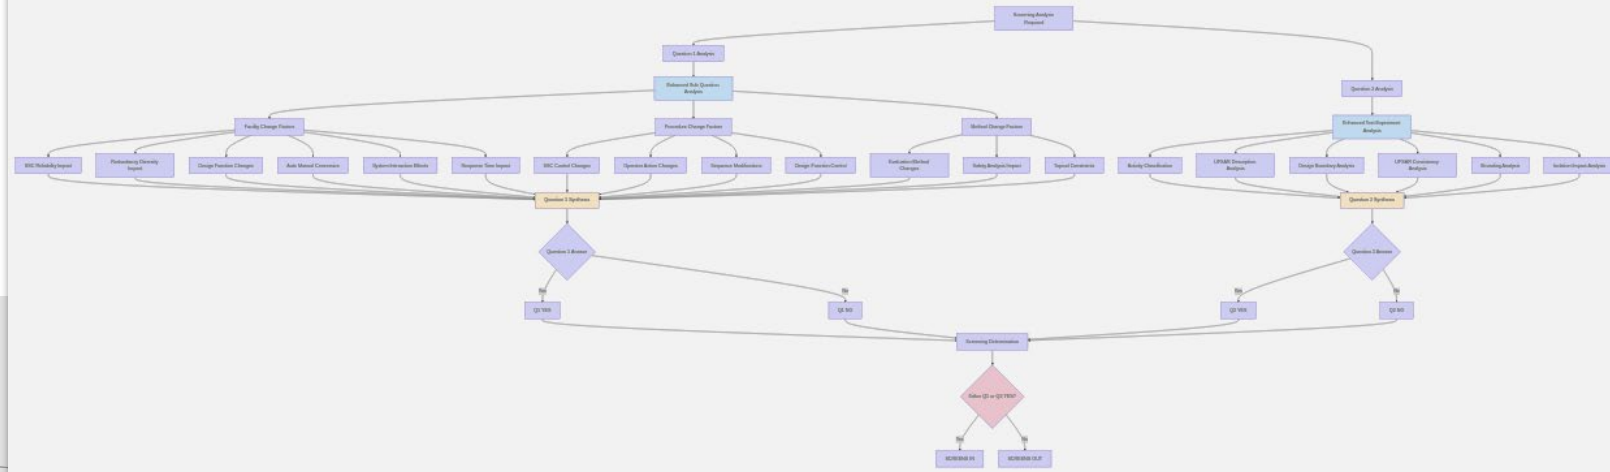 Screening Analysis
Proposed
Question 1 Analysis
Enhanced Rule Question
Analysis
Question 2 Analysis
Facility Change Factors
Procedure Change Factors
Method Change Factors
Enhanced Test/Experiment
Analysis
SSC Reliability Impact
Redundancy Diversity
Impact
Design Function Changes
Auto Manual Conversion
System Interaction Effects
Response Time Impact
SSC Control Changes
Operator Action Changes
Sequence Modifications
Design Function Control
Evaluation Method
Changes
Safety Analysis Impact
Topical Constraints
Activity Classification
UFSAR Description
Analysis
Design Boundary Analysis
UFSAR Consistency
Analysis
Bounding Analysis
Isolation Impact Analysis
Question 1 Synthesis
Question 2 Synthesis
Question 1 Answer
Question 2 Answer
Yes
No
Yes
No
Q1 YES
Q1 NO
Q2 YES
Q2 NO
Screening Determination
Either Q1 or Q2 YES?
Yes
No
SCREENS IN
SCREENS OUT